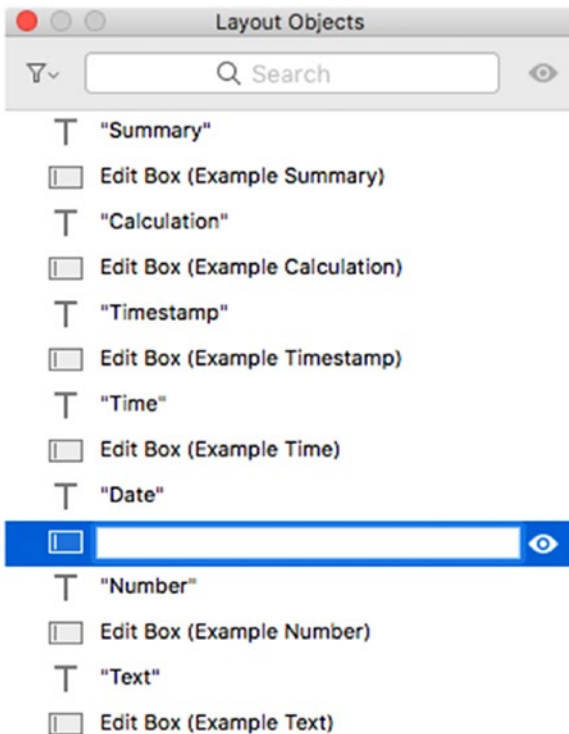 Layout Objects
Search
"Summary"
Edit Box (Example Summary)
"Calculation"
Edit Box (Example Calculation)
"Timestamp"
Edit Box (Example Timestamp)
"Time"
Edit Box (Example Time)
"Date"
"Number"
Edit Box (Example Number)
"Text"
Edit Box (Example Text)